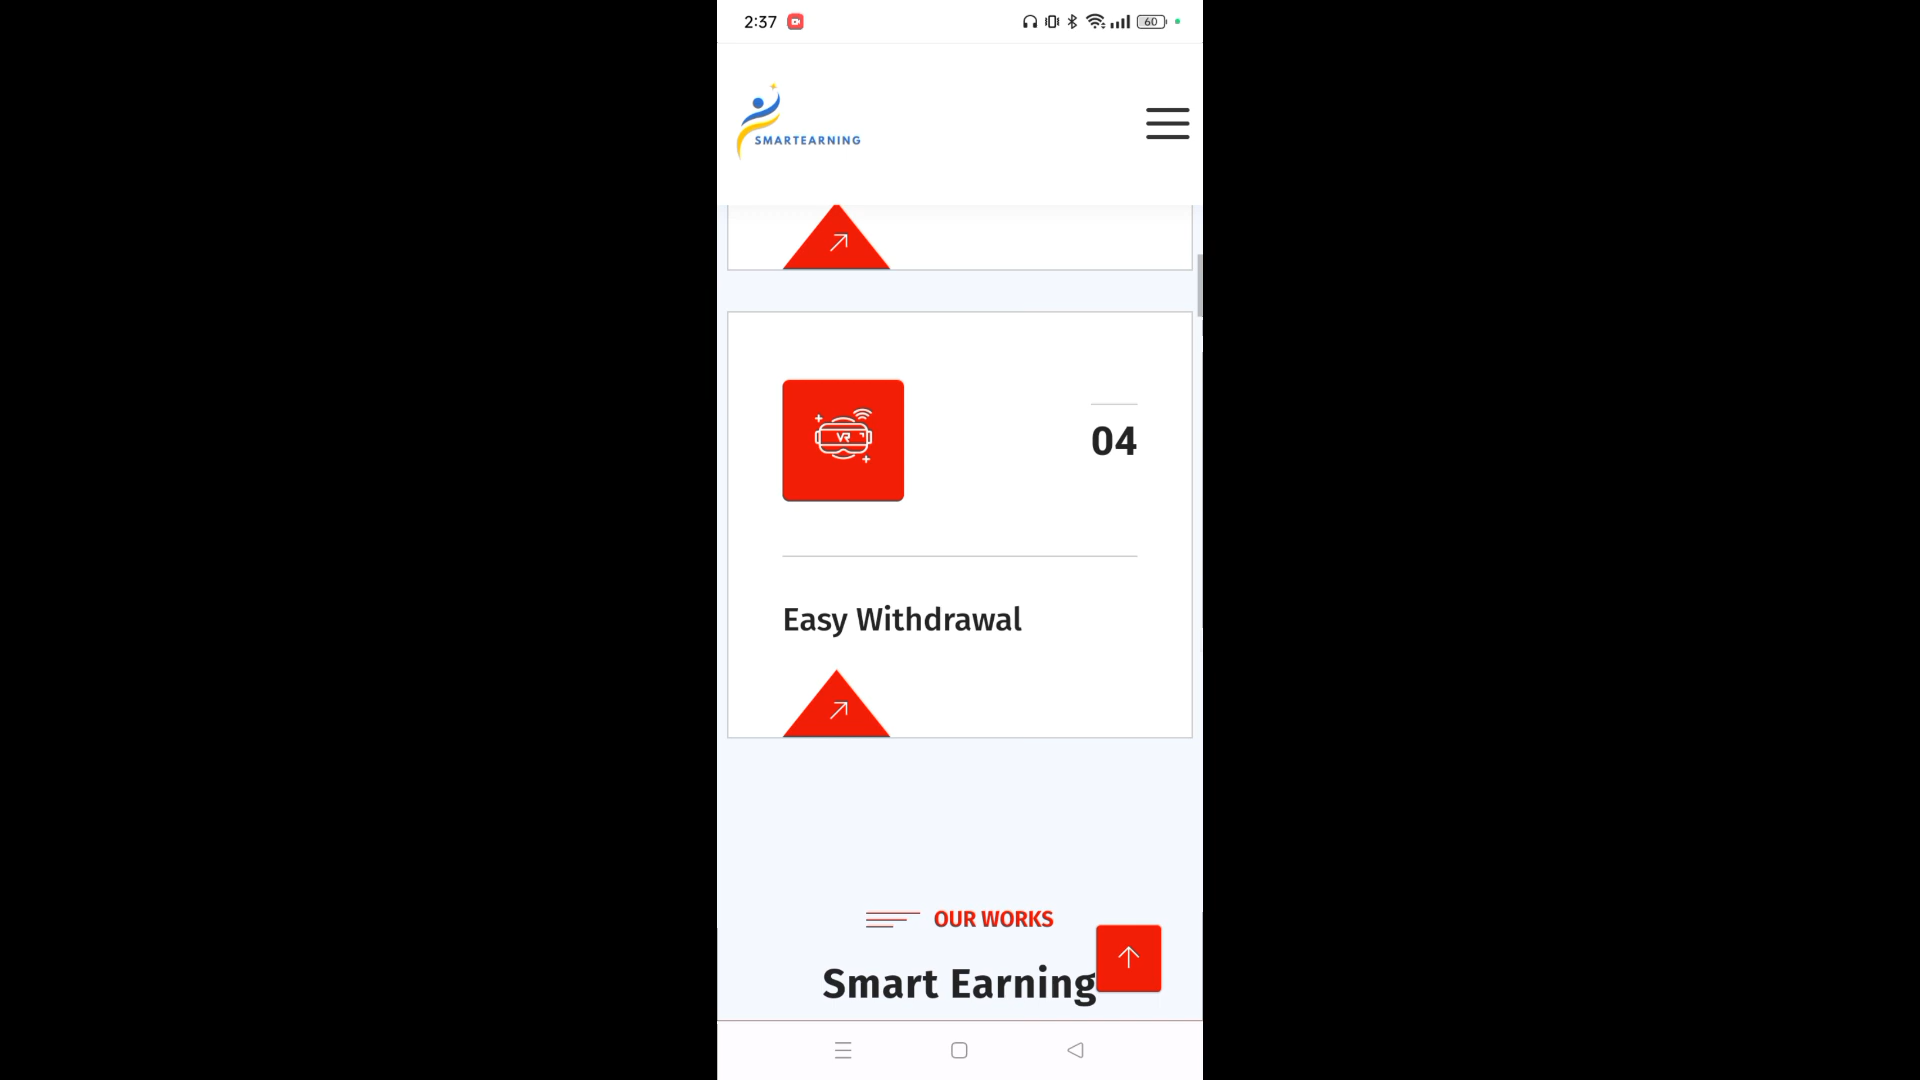 2:37
60
SMARTEARNING
VR
04
Easy Withdrawal
OUR WORKS
Smart Earning